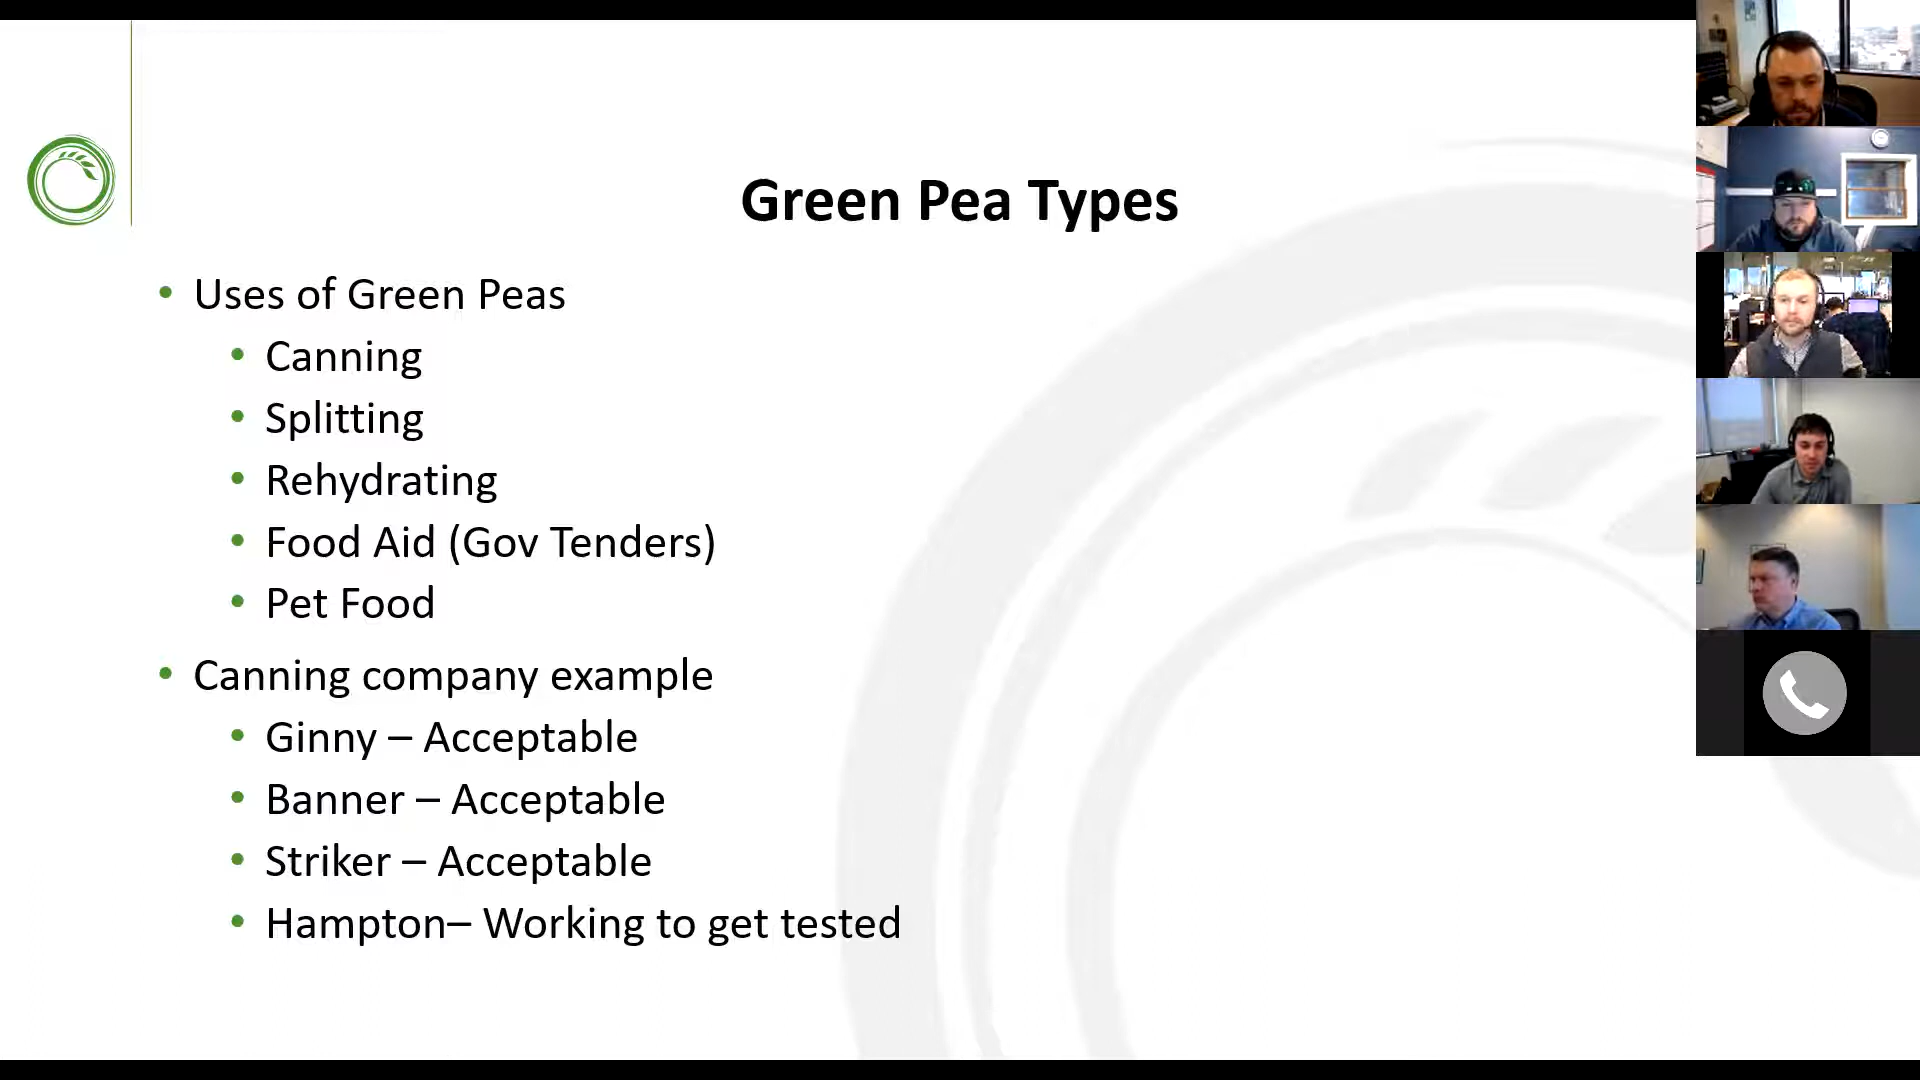 Green Pea Types
• Uses of Green Peas
• Canning
• Splitting
• Rehydrating
• Food Aid (Gov Tenders)
• Pet Food
• Canning company example
• Ginny – Acceptable
• Banner – Acceptable
• Striker – Acceptable
• Hampton– Working to get tested